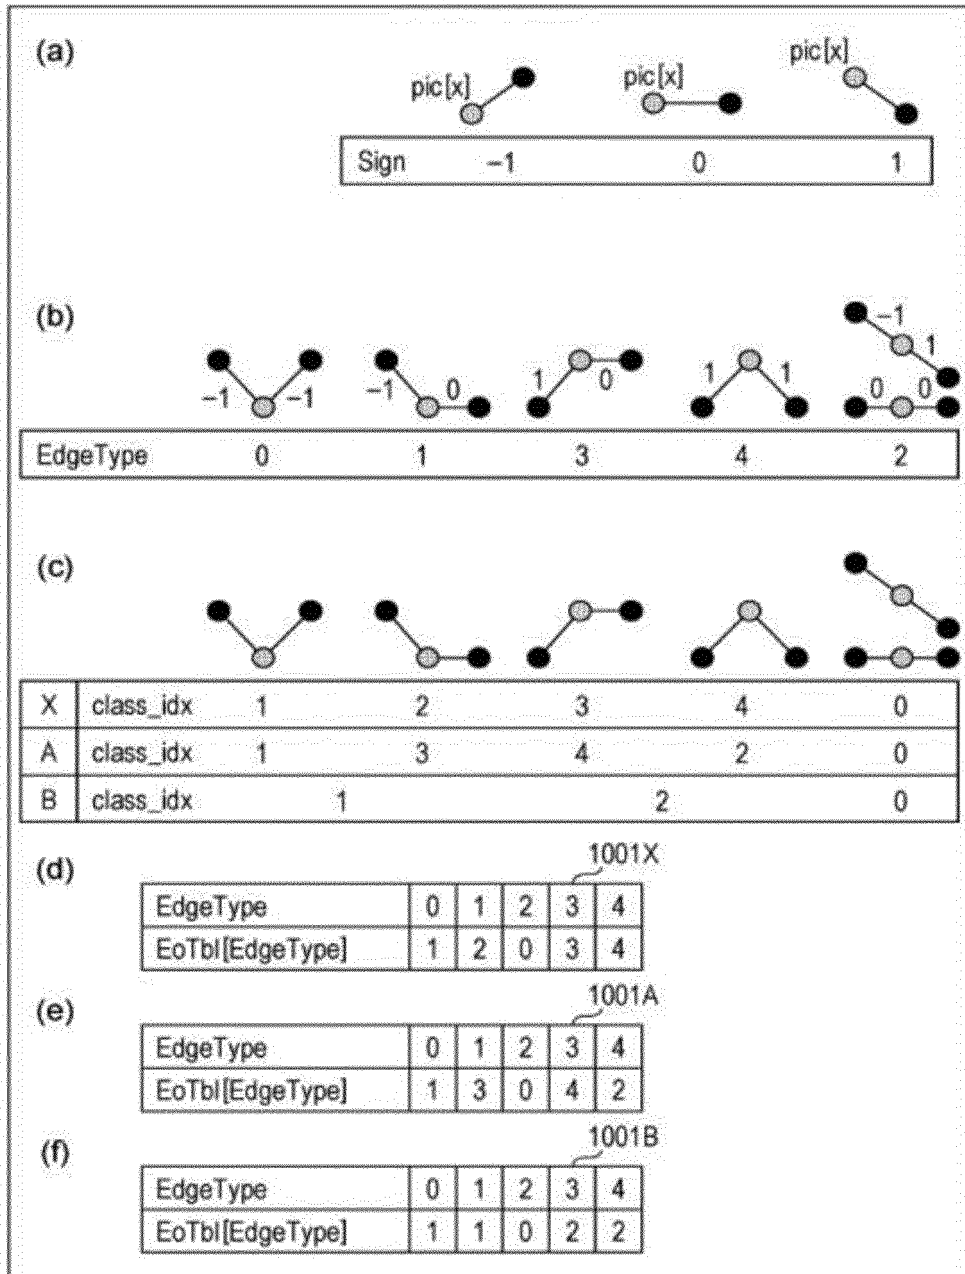 (a)
pic[x] pic[x] pic[x]
Sign –1 0 1
(b)
–1 –1 –1 0 1 0 1 1 –1 1 0 0
EdgeType 0 1 3 4 2
(c)
X class_idx 1 2 3 4 0
A class_idx 1 3 4 2 0
B class_idx 1 2 0
(d)
1001X
EdgeType 0 1 2 3 4
EoTbl[EdgeType] 1 2 0 3 4
(e)
1001A
EdgeType 0 1 2 3 4
EoTbl[EdgeType] 1 3 0 4 2
(f)
1001B
EdgeType 0 1 2 3 4
EoTbl[EdgeType] 1 1 0 2 2